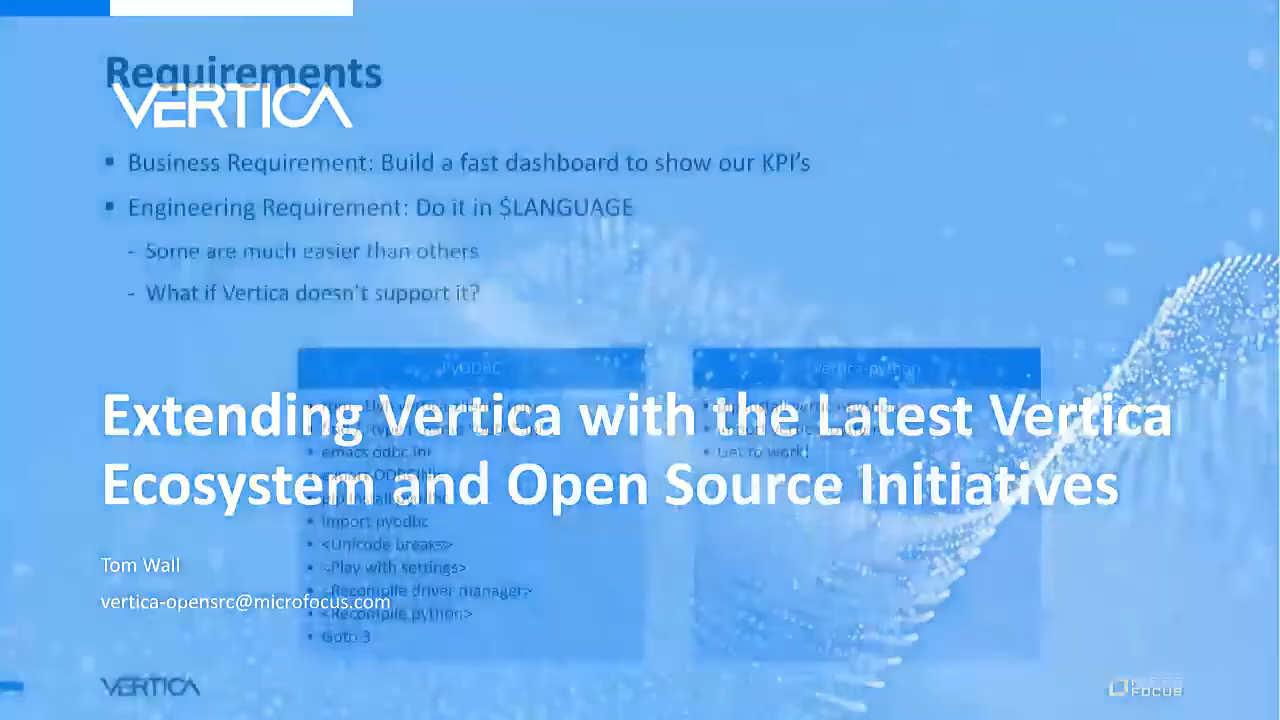 Requirements
VERTICA
Business Requirement: Build a fast dashboard to show our KPI's
Engineering Requirement: Do it in $LANGUAGE
- Some are much easier than others
- What if Vertica doesn't support it?
PyODBC
vertica-python
Extending Vertica with the Latest Vertica
emacs odbc.ini
Get to work!
Ecosystem and Open Source Initiatives
import pyodbc
<Unicode breaks>
Tom Wall
<Play with settings>
<Recompile driver manager>
vertica-opensrc@microfocus.com
<Recompile python>
Goto 3
VERTICA
FOCUS